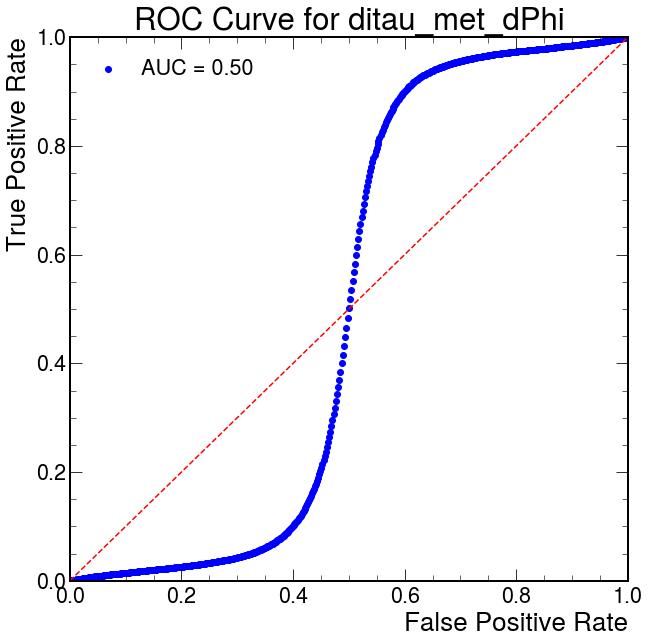 ROC Curve for ditau_met_dPhi
AUC = 0.50
True Positive Rate
1.0
0.8
0.6
0.4
0.2
0.0
0.0 0.2 0.4 0.6 0.8 1.0
False Positive Rate